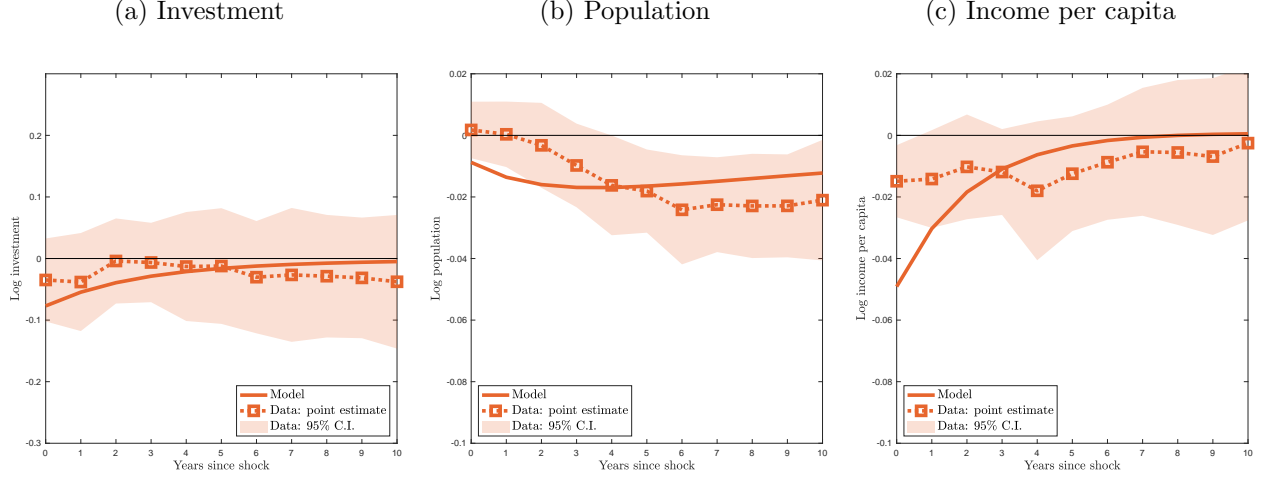 (a) Investment
0.2
0.1
0
-0.1
-0.2
-0.3
Log investment
0 1 2 3 4 5 6 7 8 9 10
Years since shock
Model
Data: point estimate
Data: 95% C.I.
(b) Population
0.02
0
-0.02
-0.04
-0.06
-0.08
-0.1
Log population
0 1 2 3 4 5 6 7 8 9 10
Years since shock
Model
Data: point estimate
Data: 95% C.I.
(c) Income per capita
0.02
0
-0.02
-0.04
-0.06
-0.08
-0.1
Log income per capita
0 1 2 3 4 5 6 7 8 9 10
Years since shock
Model
Data: point estimate
Data: 95% C.I.